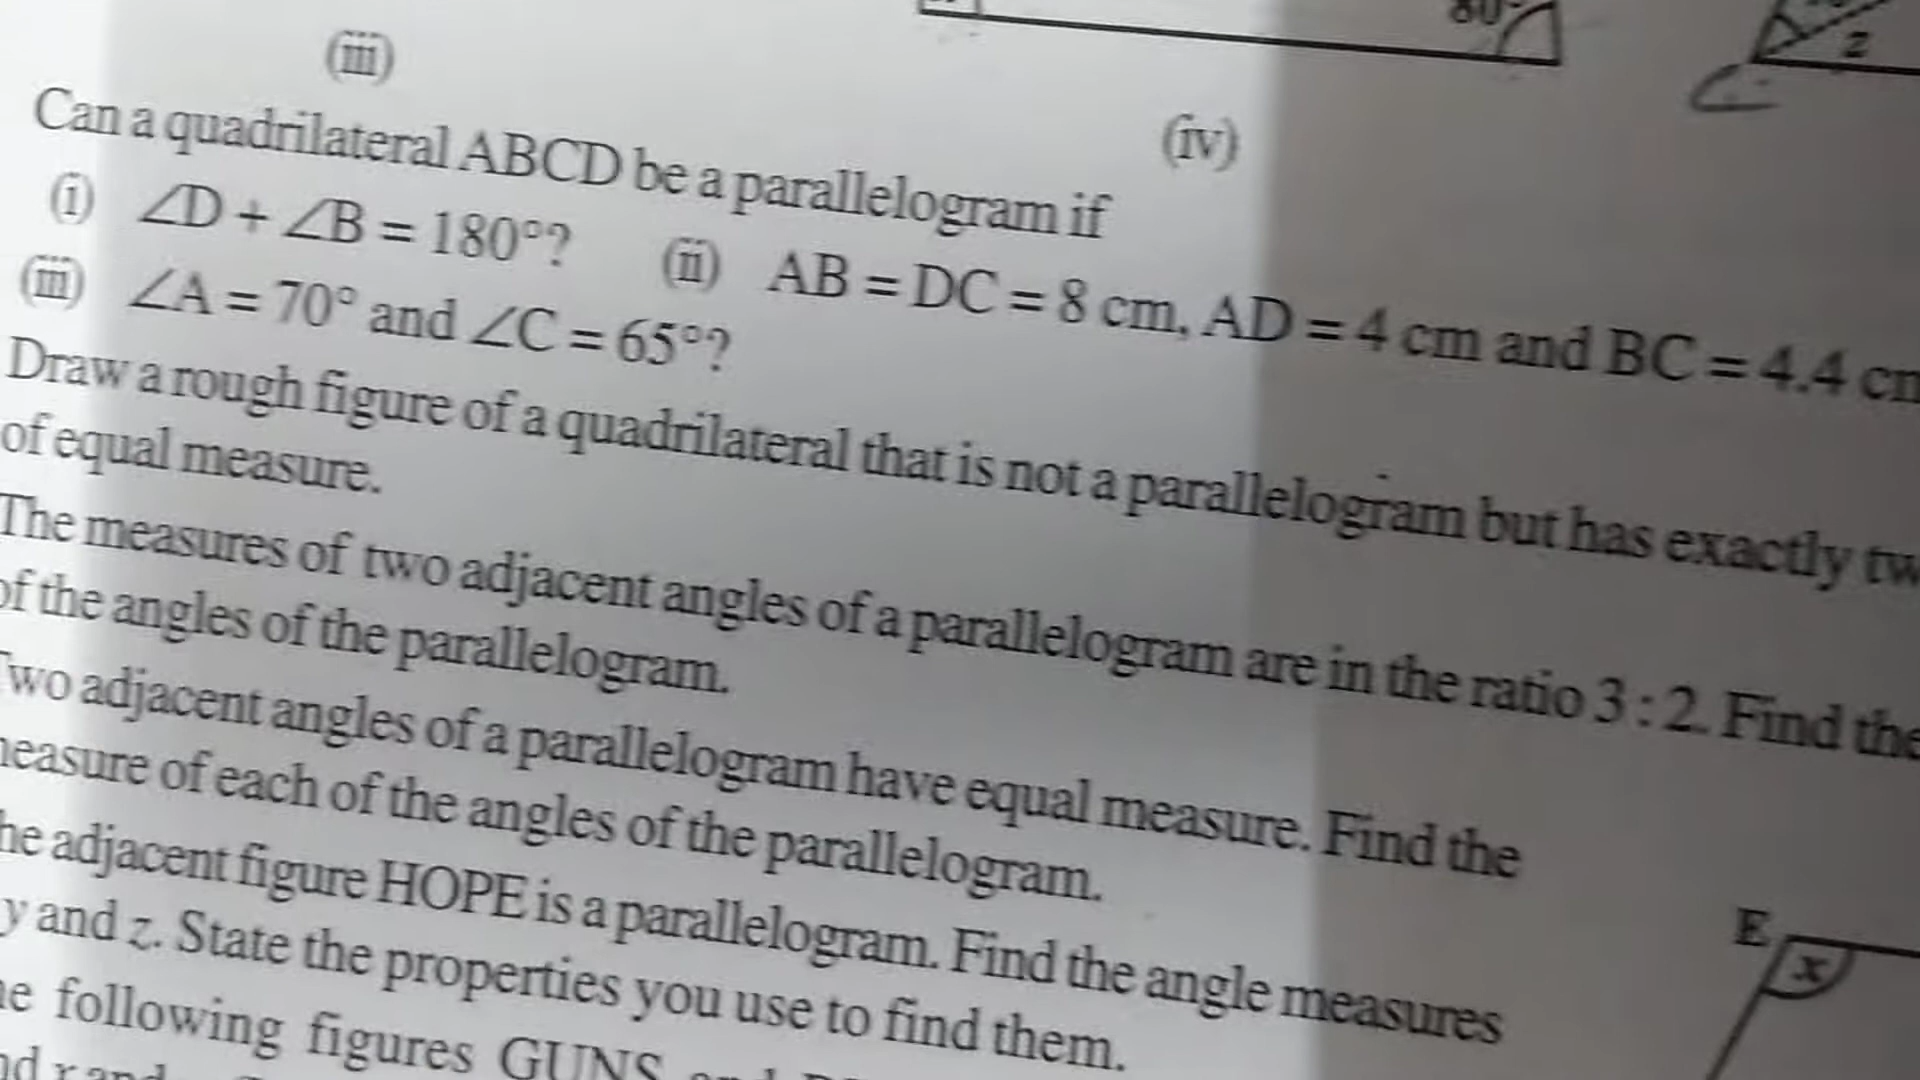 80°
z
(iii)
(iv)
Can a quadrilateral ABCD be a parallelogram if
(i) ∠D + ∠B = 180°? (ii) AB = DC = 8 cm, AD = 4 cm and BC = 4.4
(iii) ∠A = 70° and ∠C = 65°?
Draw a rough figure of a quadrilateral that is not a parallelogram but has exactly
of equal measure.
The measures of two adjacent angles of a parallelogram are in the ratio 3 : 2. Find the
of the angles of the parallelogram.
Two adjacent angles of a parallelogram have equal measure. Find the
measure of each of the angles of the parallelogram.
adjacent figure HOPE is a parallelogram. Find the angle measures
y and z. State the properties you use to find them.
following figures GUNS and
E
x